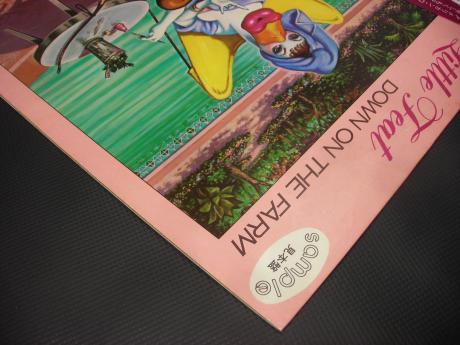 Little Feat
DOWN ON THE FARM
sample
見本盤